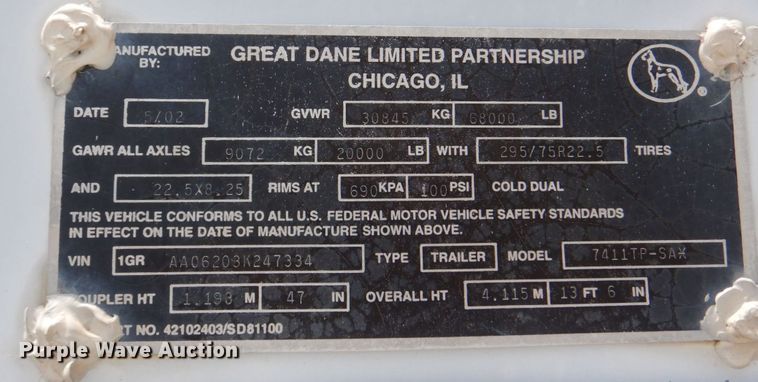 MANUFACTURED BY: GREAT DANE LIMITED PARTNERSHIP
CHICAGO, IL
®
DATE 5/02 GVWR 30845 KG 68000 LB
GAWR ALL AXLES 9072 KG 20000 LB WITH 295/75R22.5 TIRES
AND 22.5X8.25 RIMS AT 690 KPA 100 PSI COLD DUAL
THIS VEHICLE CONFORMS TO ALL U.S. FEDERAL MOTOR VEHICLE SAFETY STANDARDS
IN EFFECT ON THE DATE OF MANUFACTURE SHOWN ABOVE.
VIN 1GR AA06203K247334 TYPE TRAILER MODEL 7411TP-SAX
COUPLER HT 1.193 M 47 IN OVERALL HT 4.115 M 13 FT 6 IN
RT NO. 42102403/SD81100
Purple Wave Auction